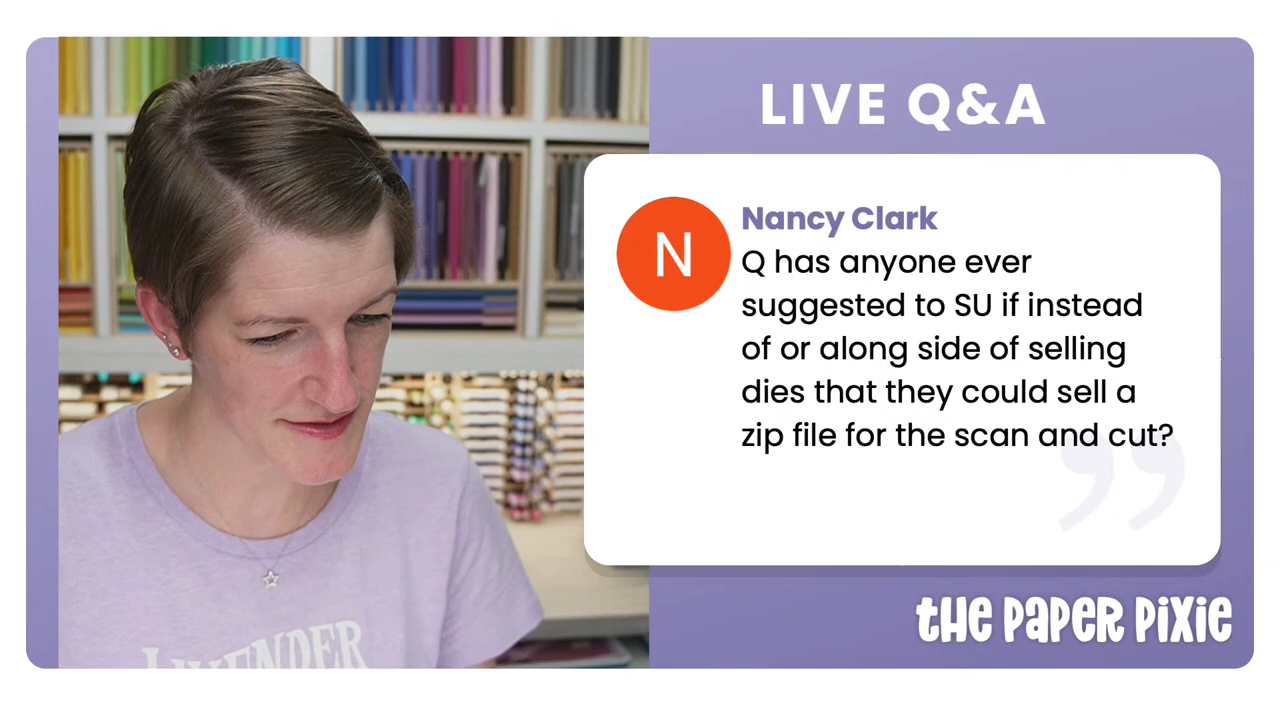 LIVE Q&A
N
Nancy Clark
Q has anyone ever
suggested to SU if instead
of or along side of selling
dies that they could sell a
zip file for the scan and cut?
the PAPER PiXiE
LAVENDER